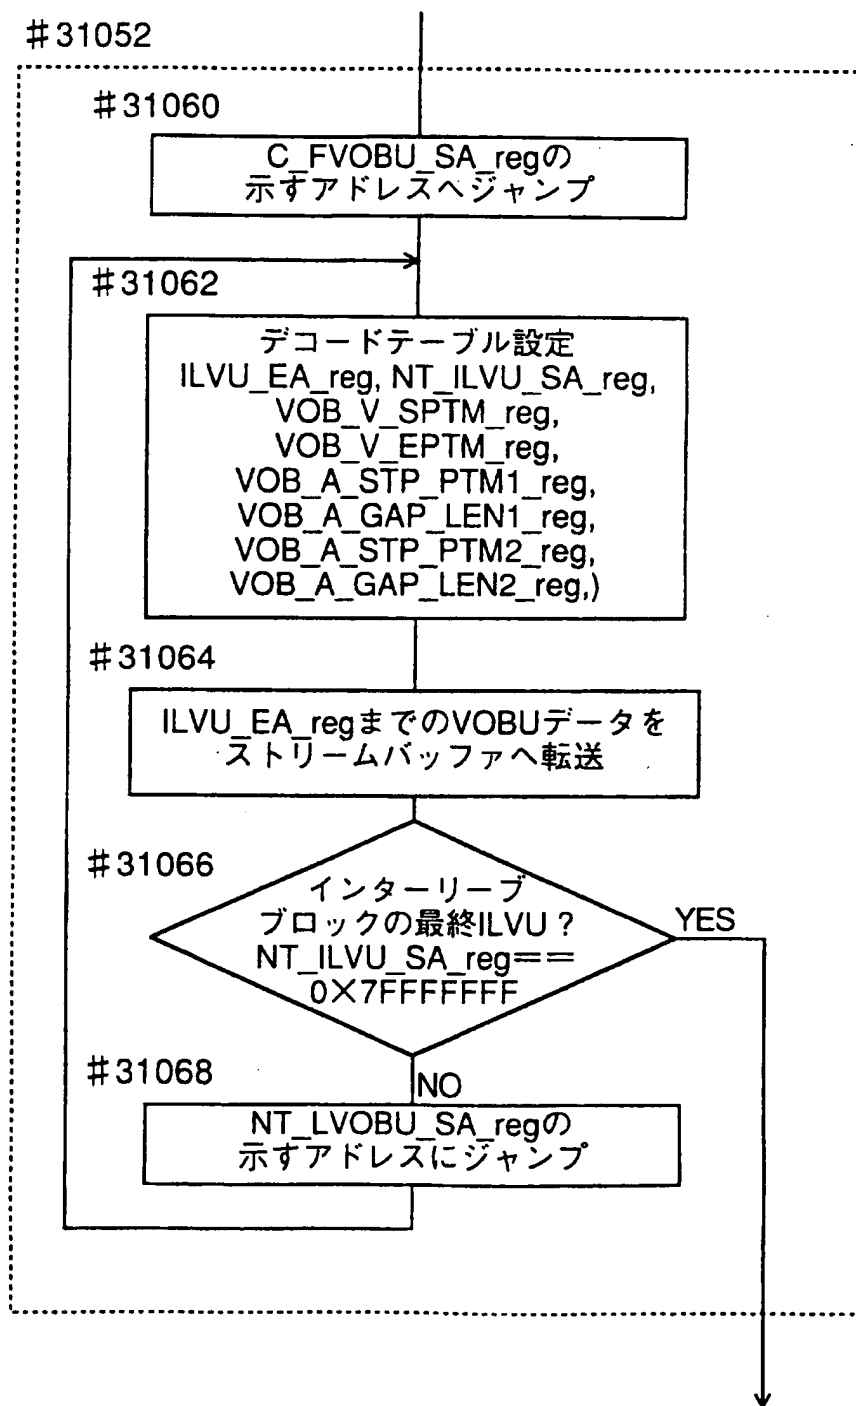 #31052
#31060
C_FVOBU_SA_regの
示すアドレスへジャンプ
#31062
デコードテーブル設定
ILVU_EA_reg, NT_ILVU_SA_reg,
VOB_V_SPTM_reg,
VOB_V_EPTM_reg,
VOB_A_STP_PTM1_reg,
VOB_A_GAP_LEN1_reg,
VOB_A_STP_PTM2_reg,
VOB_A_GAP_LEN2_reg,)
#31064
ILVU_EA_regまでのVOBUデータを
ストリームバッファへ転送
#31066
インターリーブ
ブロックの最終ILVU?
NT_ILVU_SA_reg==
0×7FFFFFFF
YES
#31068
NO
NT_LVOBU_SA_regの
示すアドレスにジャンプ